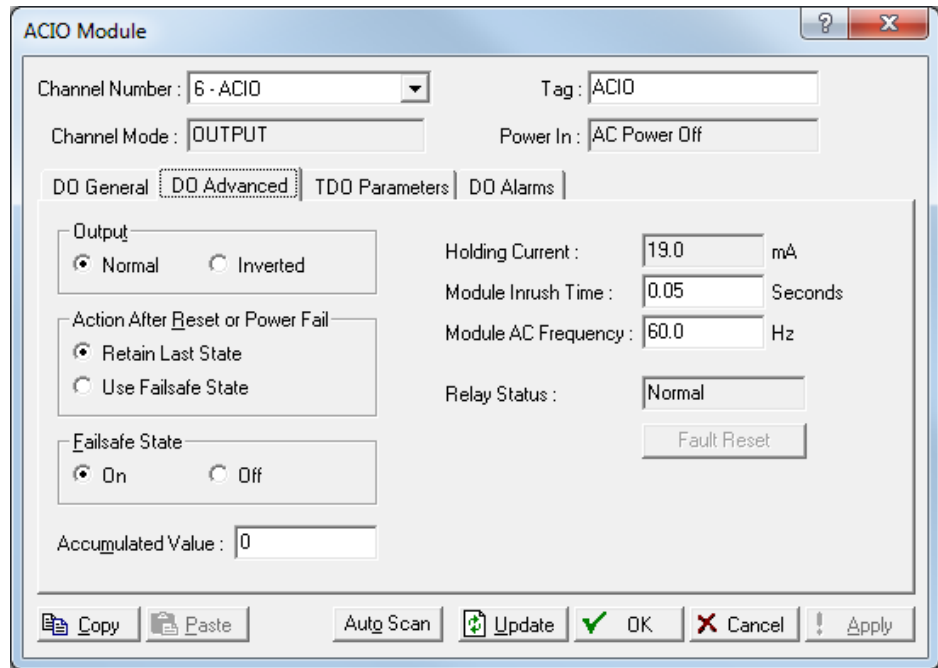 ACIO Module
Channel Number : 6 - ACIO Tag : ACIO
Channel Mode : OUTPUT Power In : AC Power Off
DO General DO Advanced TDO Parameters DO Alarms
Output
Normal Inverted
Action After Reset or Power Fail
Retain Last State
Use Failsafe State
Failsafe State
On Off
Accumulated Value : 0
Holding Current : 19.0 mA
Module Inrush Time : 0.05 Seconds
Module AC Frequency : 60.0 Hz
Relay Status : Normal
Fault Reset
Copy Paste Auto Scan Update OK Cancel Apply